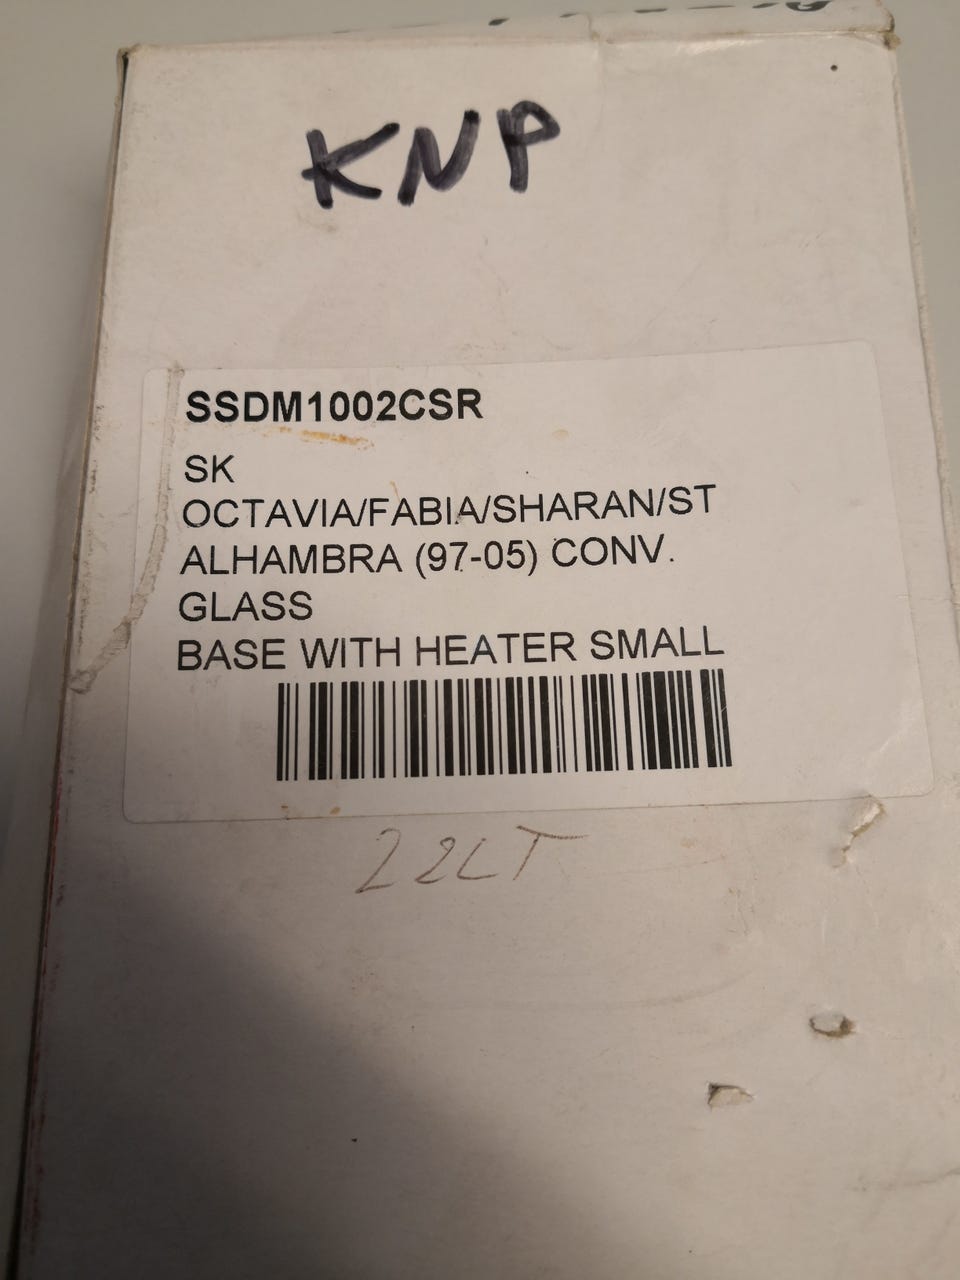 KNP
SSDM1002CSR
SK
OCTAVIA/FABIA/SHARAN/ST
ALHAMBRA (97-05) CONV.
GLASS
BASE WITH HEATER SMALL
22LT